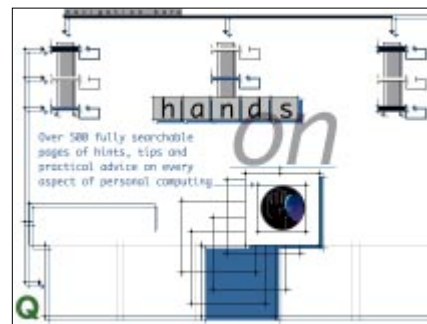 hands
on
Over 500 fully searchable
pages of hints, tips and
practical advice on every
aspect of personal computing
Q